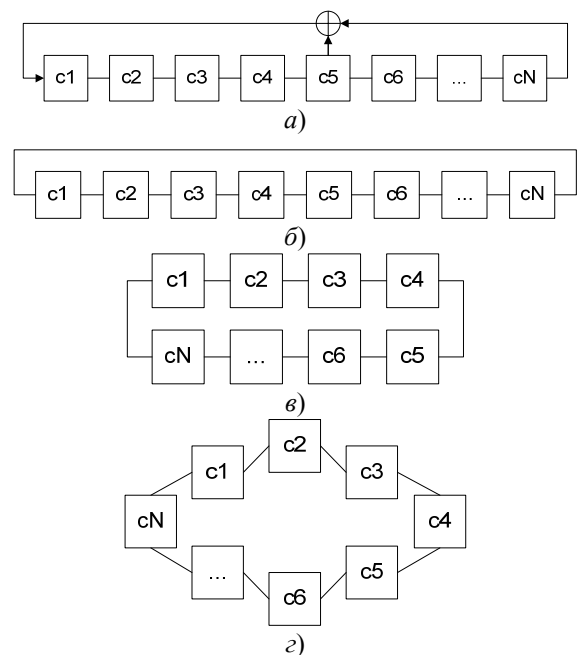 c1 c2 c3 c4 c5 c6 ... cN
а)
c1 c2 c3 c4 c5 c6 ... cN
б)
c1 c2 c3 c4
cN ... c6 c5
в)
c2
c1 c3
cN c4
... c5
c6
г)